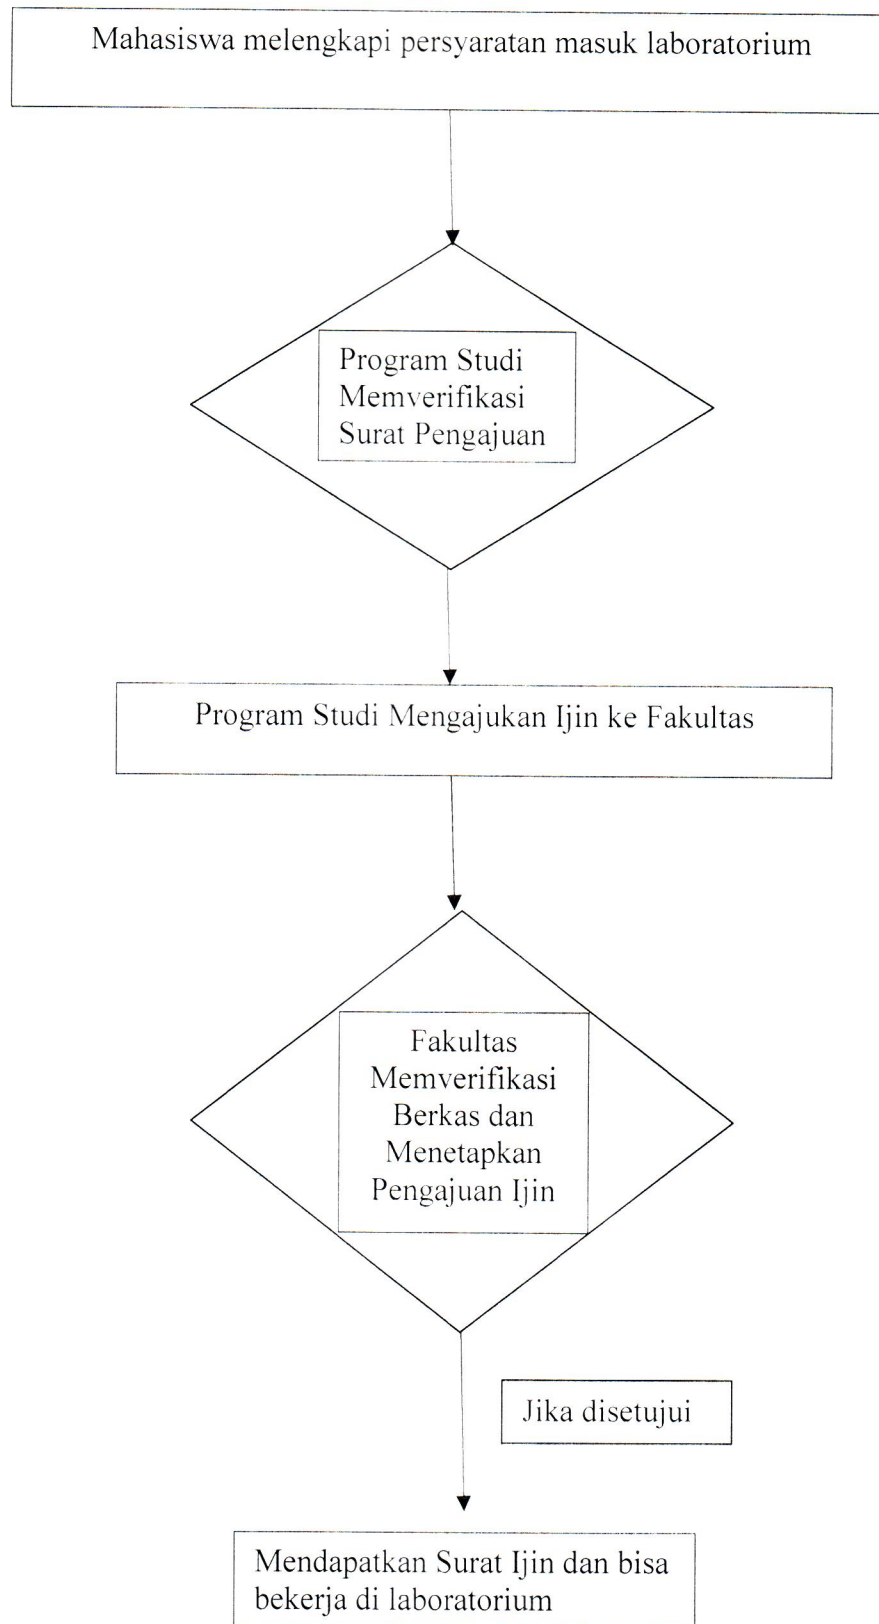 Mahasiswa melengkapi persyaratan masuk laboratorium
Program Studi
Memverifikasi
Surat Pengajuan
Program Studi Mengajukan Ijin ke Fakultas
Fakultas
Memverifikasi
Berkas dan
Menetapkan
Pengajuan Ijin
Jika disetujui
Mendapatkan Surat Ijin dan bisa
bekerja di laboratorium